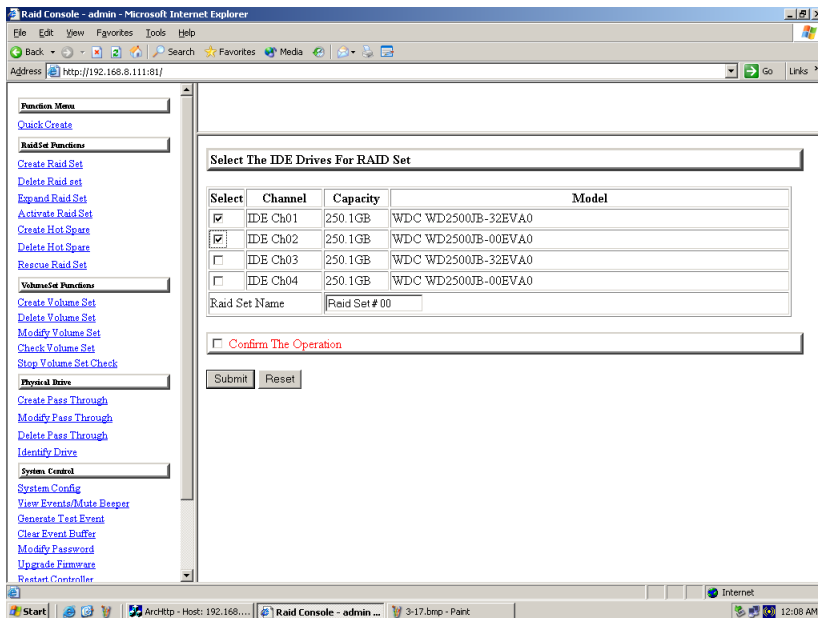 Raid Console - admin - Microsoft Internet Explorer
File Edit View Favorites Tools Help
Back Search Favorites Media
Address http://192.168.8.111:81/ Go Links
Function Menu
Quick Create
RaidSet Functions
Create Raid Set
Delete Raid set
Expand Raid Set
Activate Raid Set
Create Hot Spare
Delete Hot Spare
Rescue Raid Set
VolumeSet Functions
Create Volume Set
Delete Volume Set
Modify Volume Set
Check Volume Set
Stop Volume Set Check
Physical Drive
Create Pass Through
Modify Pass Through
Delete Pass Through
Identify Drive
System Control
System Config
View Events/Mute Beeper
Generate Test Event
Clear Event Buffer
Modify Password
Upgrade Firmware
Restart Controller
Select The IDE Drives For RAID Set
Select Channel Capacity Model
IDE Ch01 250.1GB WDC WD2500JB-32EVA0
IDE Ch02 250.1GB WDC WD2500JB-00EVA0
IDE Ch03 250.1GB WDC WD2500JB-32EVA0
IDE Ch04 250.1GB WDC WD2500JB-00EVA0
Raid Set Name Raid Set # 00
Confirm The Operation
Submit Reset
Internet
Start ArcHttp - Host: 192.168.... Raid Console - admin ... 3-17.bmp - Paint 12:08 AM